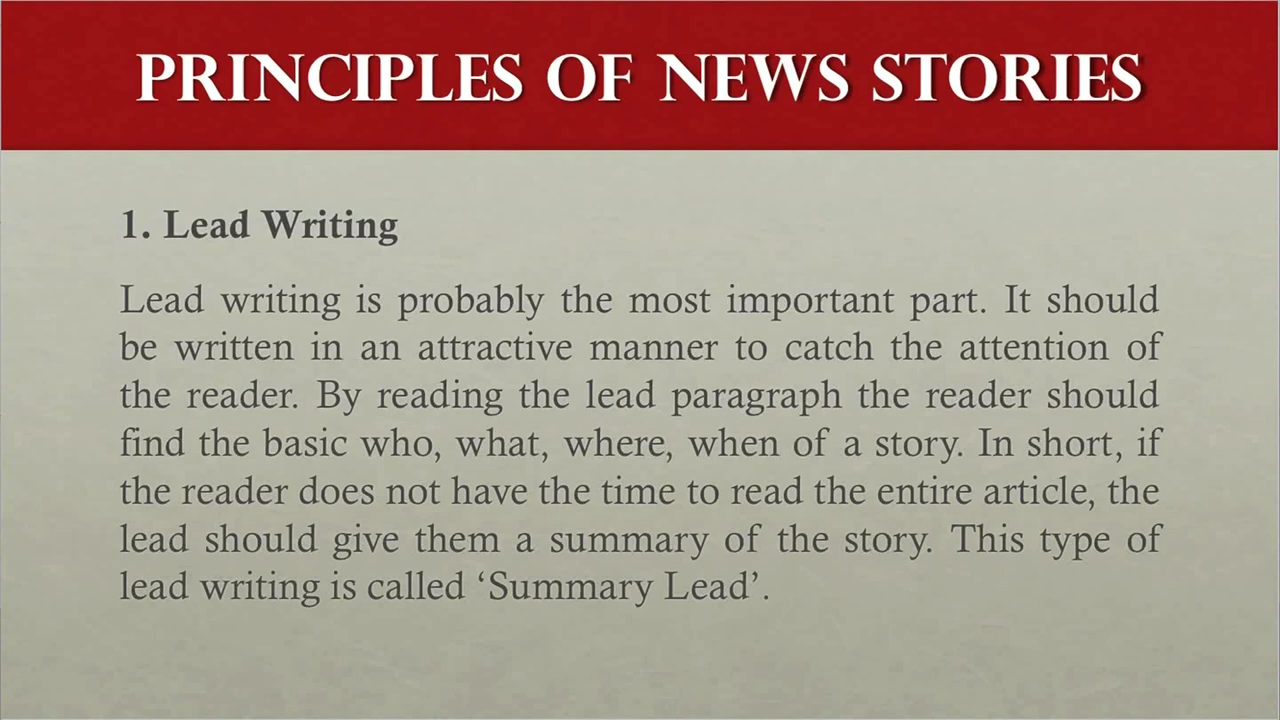 PRINCIPLES OF NEWS STORIES
1. Lead Writing
Lead writing is probably the most important part. It should
be written in an attractive manner to catch the attention of
the reader. By reading the lead paragraph the reader should
find the basic who, what, where, when of a story. In short, if
the reader does not have the time to read the entire article, the
lead should give them a summary of the story. This type of
lead writing is called ‘Summary Lead’.